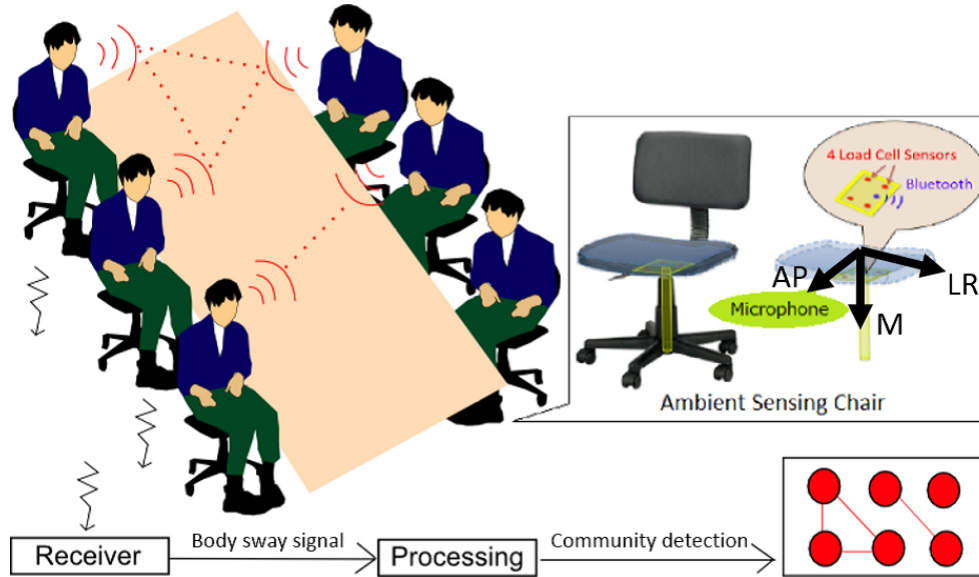 4 Load Cell Sensors
Bluetooth
AP
LR
Microphone
M
Ambient Sensing Chair
Receiver
Body sway signal
Processing
Community detection